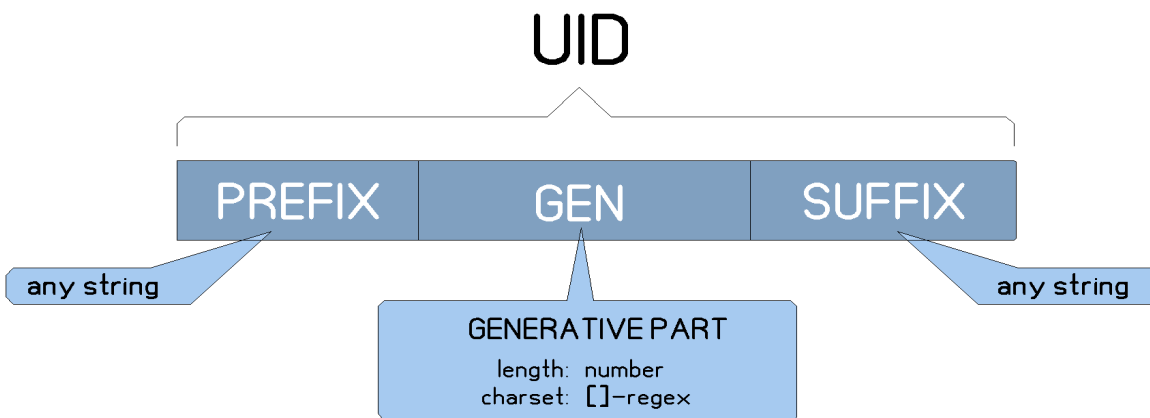 UID
PREFIX GEN SUFFIX
any string any string
GENERATIVE PART
length: number
charset: []-regex